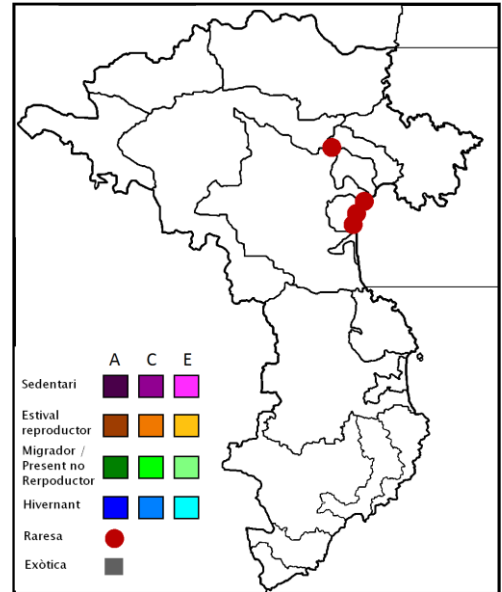 A C E
Sedentari
Estival
reproductor
Migrador /
Present no
Rerpoductor
Hivernant
Raresa
Exòtica